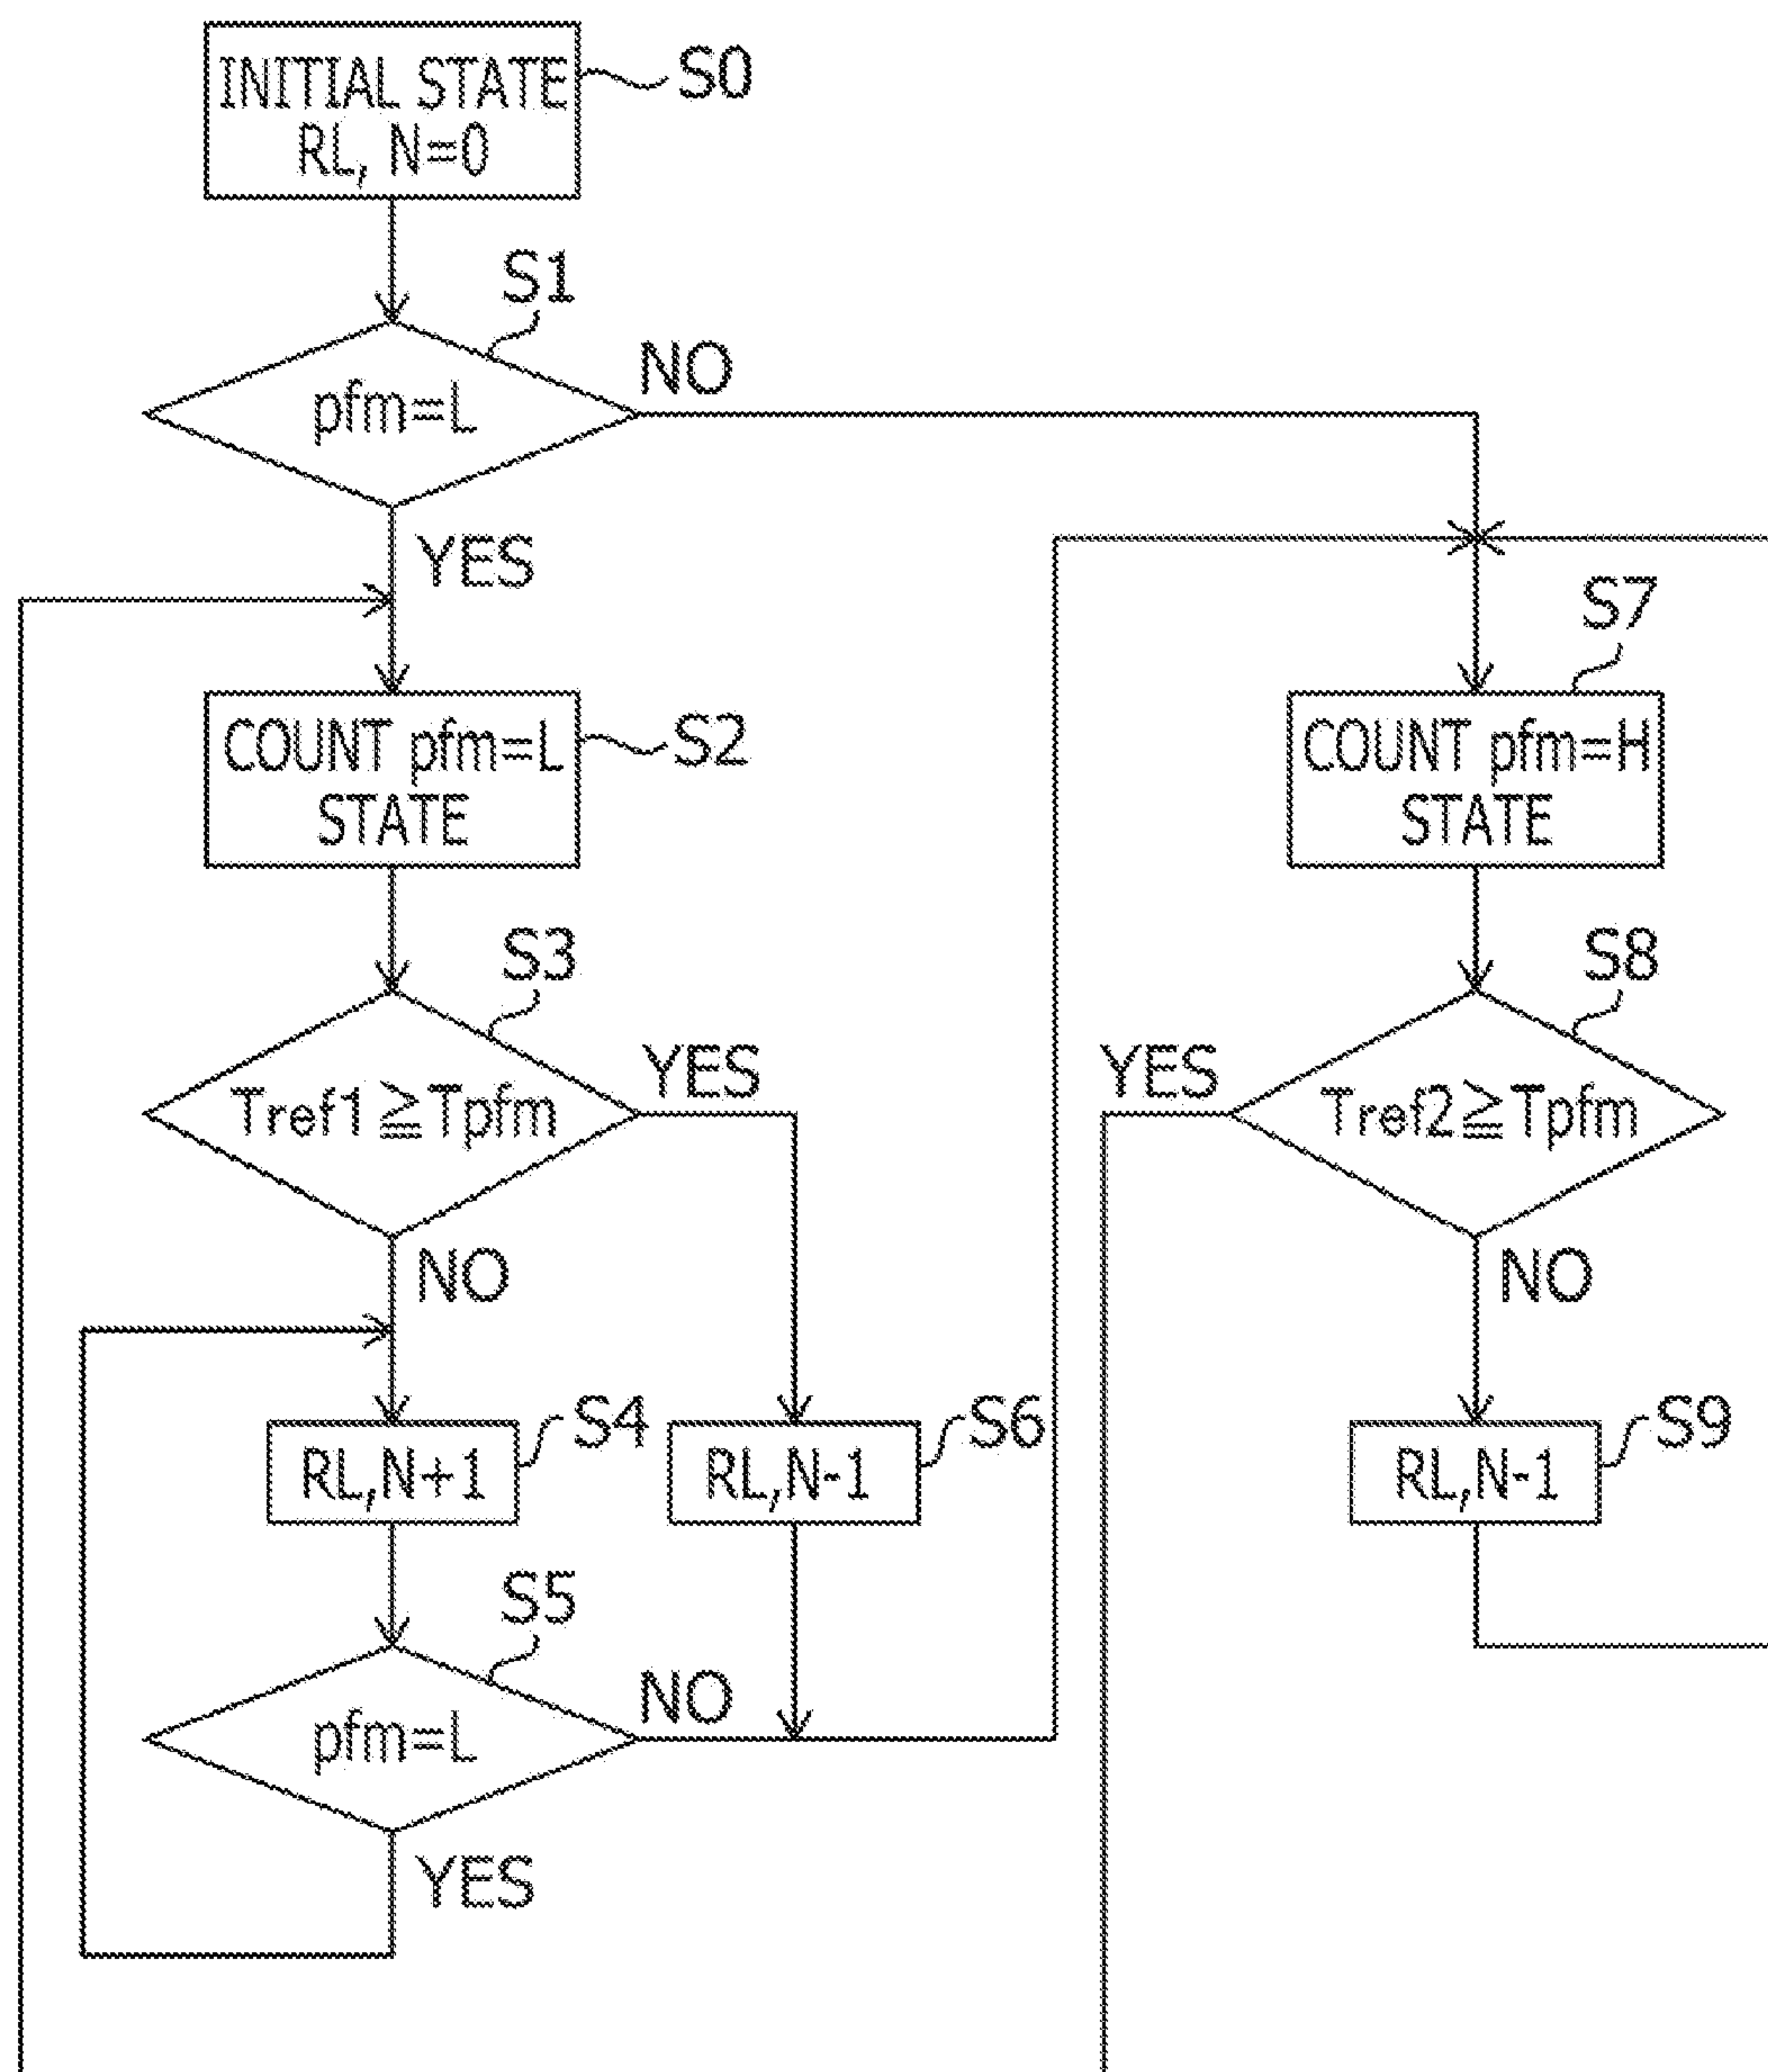 INITIAL STATE
RL, N=0
S0
S1
pfm=L
NO
YES
COUNT pfm=L
STATE
S2
S7
COUNT pfm=H
STATE
S3
Tref1≧Tpfm
YES
NO
S8
YES
Tref2≧Tpfm
NO
RL,N+1
S4
RL,N-1
S6
RL,N-1
S9
S5
pfm=L
NO
YES